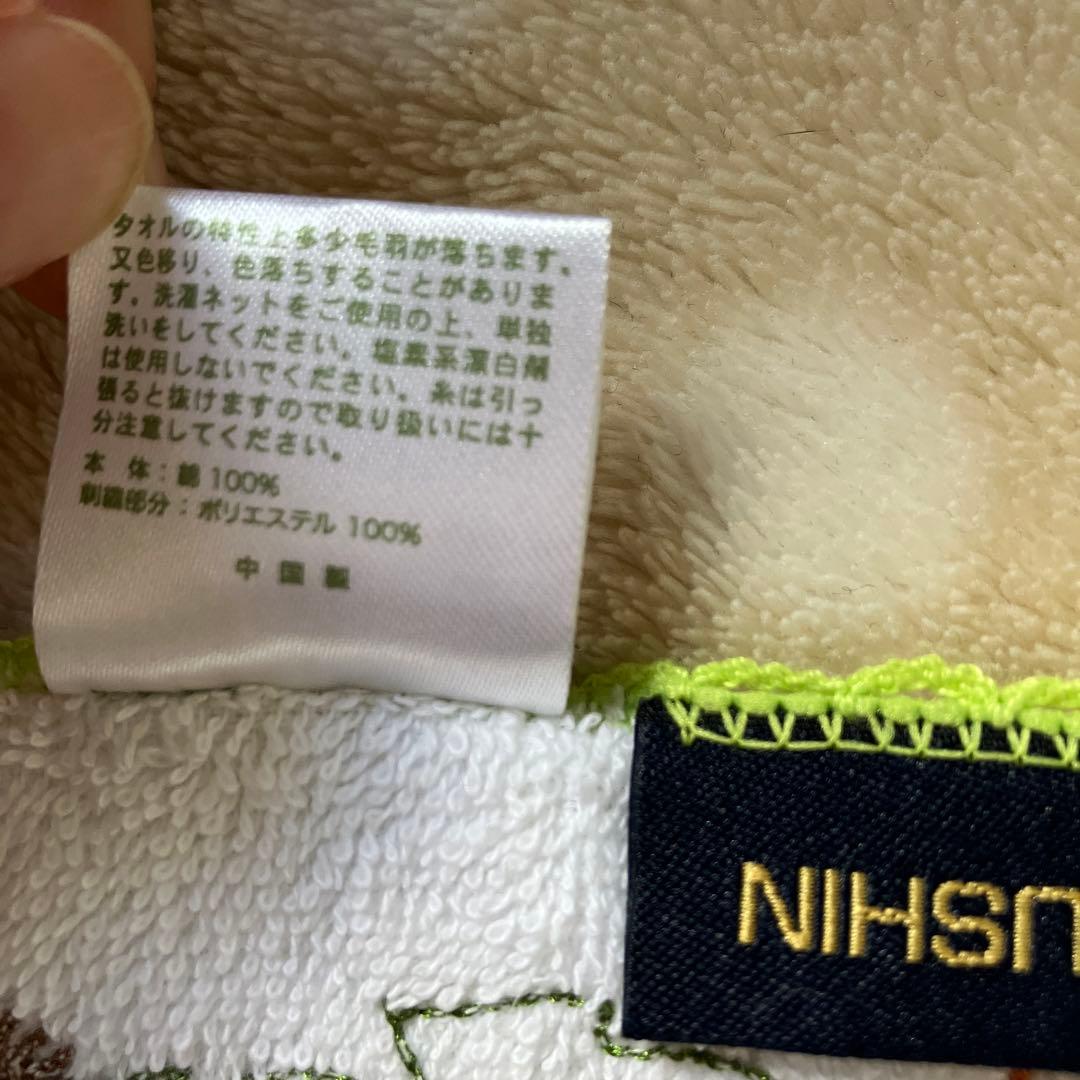 タオルの特性上多少毛羽が落ちます。
又色移り、色落ちすることがありま
す。洗濯ネットをご使用の上、単独
洗いをしてください。塩素系漂白剤
は使用しないでください。糸は引っ
張ると抜けますので取り扱いには十
分注意してください。
本 体：綿 100%
刺繍部分：ポリエステル 100%
中 国 製
NIHSU